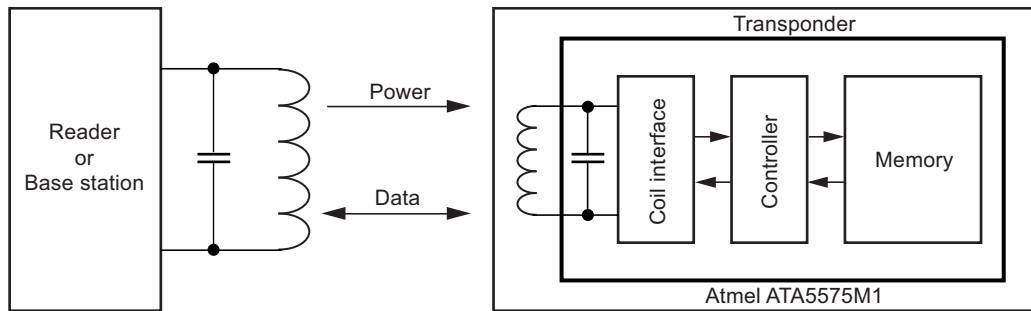 Reader
or
Base station
Power
Data
Transponder
Coil interface
Controller
Memory
Atmel ATA5575M1